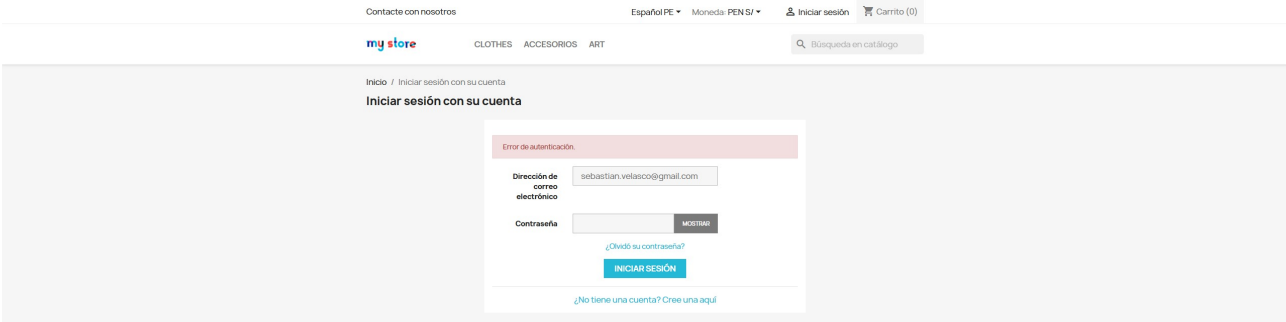 Contacte con nosotros
Español PE
Moneda: PEN S/
Iniciar sesión
Carrito (0)
my store
CLOTHES ACCESORIOS ART
Búsqueda en catálogo
Inicio / Iniciar sesión con su cuenta
Iniciar sesión con su cuenta
Error de autenticación.
Dirección de
correo
electrónico
sebastian.velasco@gmail.com
Contraseña
MOSTRAR
¿Olvidó su contraseña?
INICIAR SESIÓN
¿No tiene una cuenta? Cree una aquí